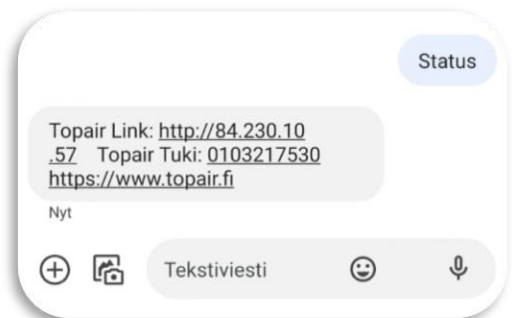 Status
Topair Link: http://84.230.10
.57 Topair Tuki: 0103217530
https://www.topair.fi
Nyt
Tekstiviesti